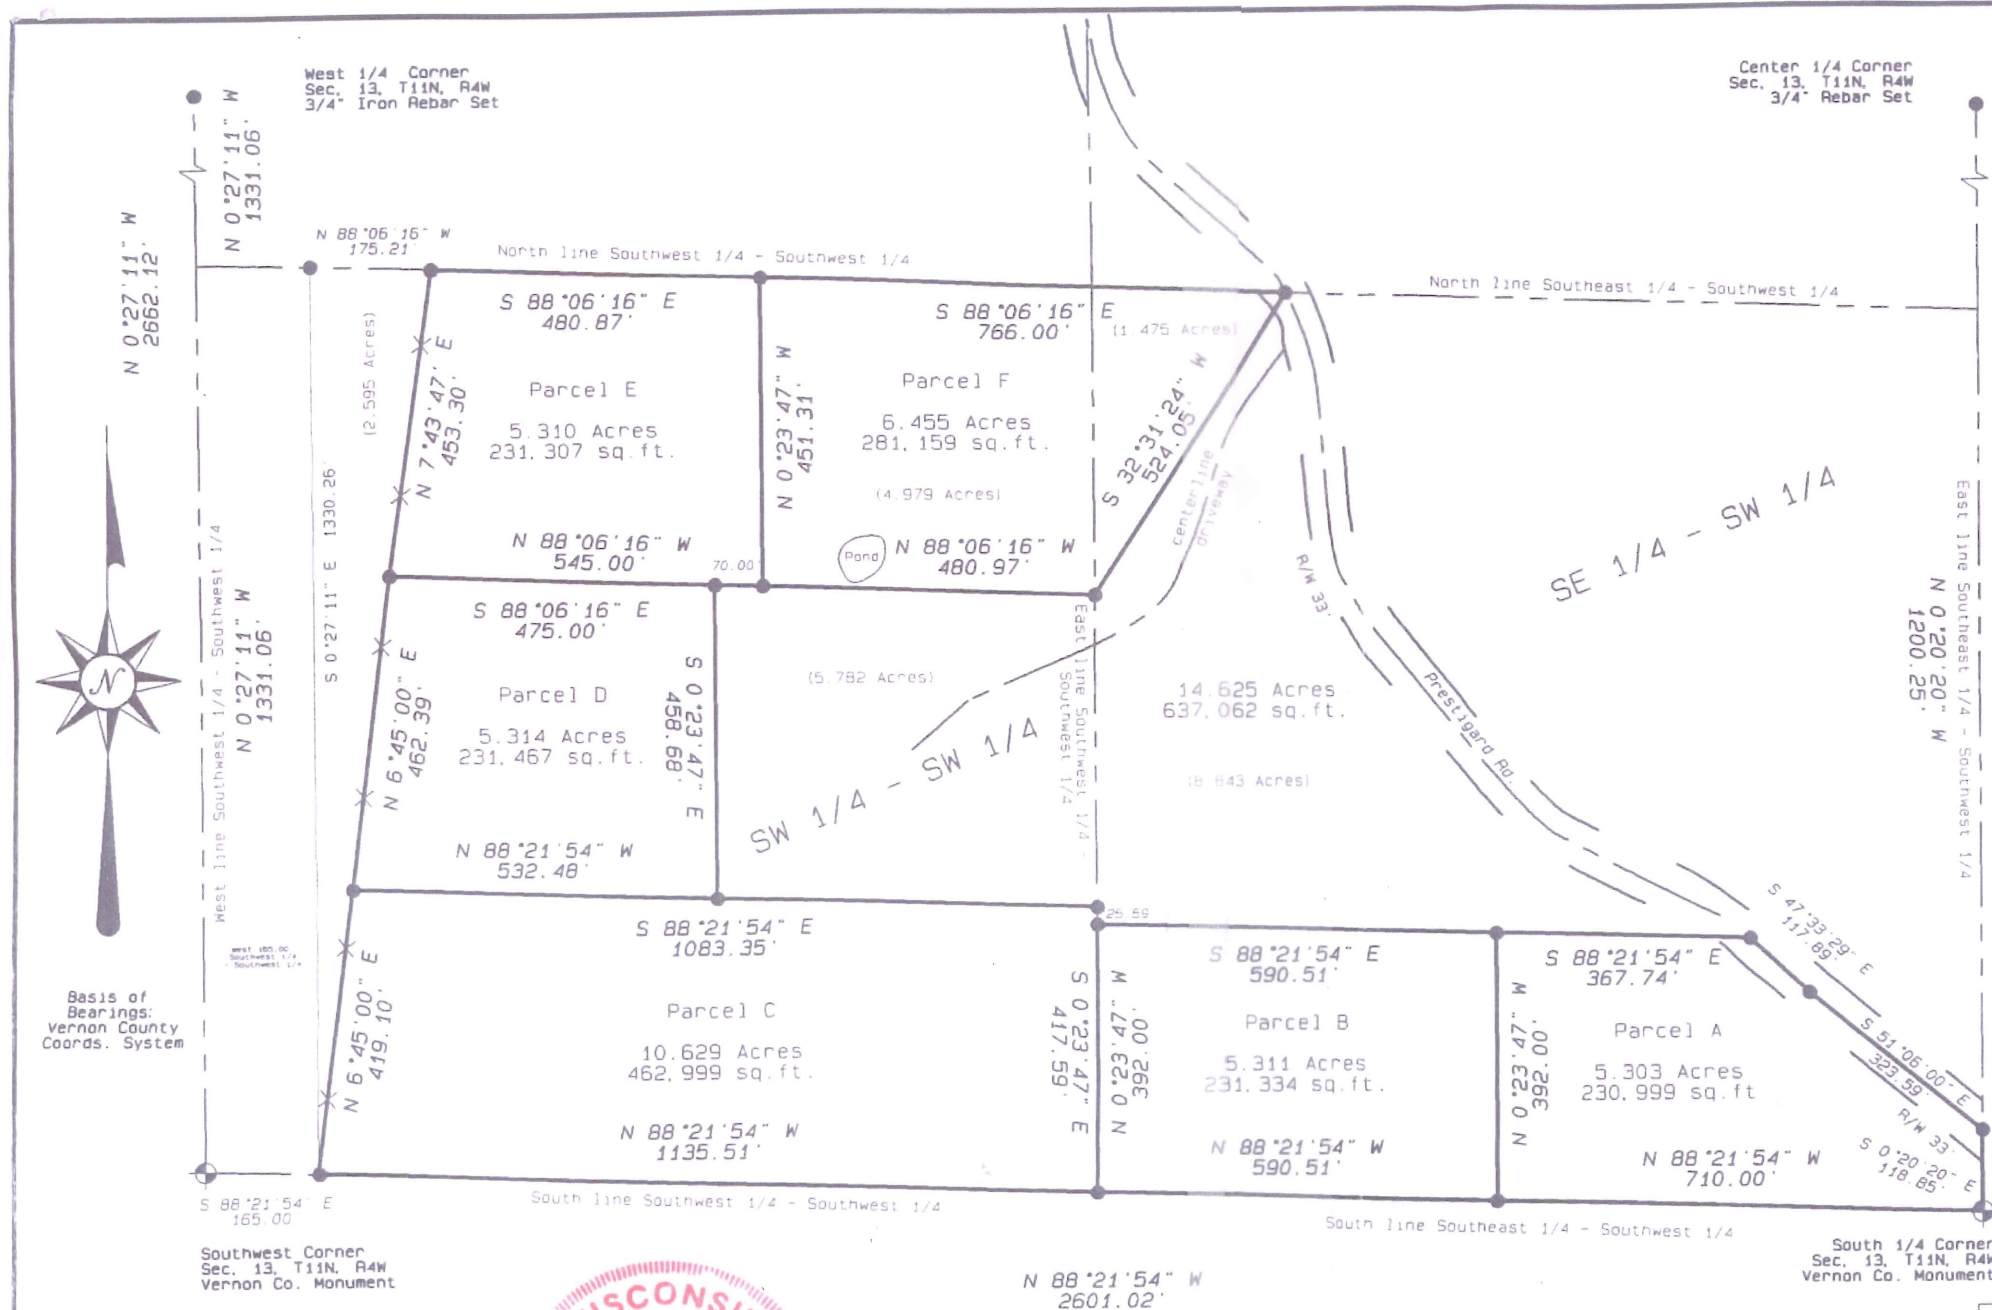 West 1/4 Corner
Sec. 13, T11N, R4W
3/4" Iron Rebar Set
Center 1/4 Corner
Sec. 13, T11N, R4W
3/4" Rebar Set
N 0°27'11" W
1331.06'
N 0°27'11" W
2662.12'
N 88°06'16" W
175.21'
North line Southwest 1/4 - Southwest 1/4
North line Southeast 1/4 - Southwest 1/4
S 88°06'16" E
480.87'
S 88°06'16" E
766.00'
(1.475 Acres)
(2.595 Acres)
N 7°43'47" E
453.30'
Parcel E
5.310 Acres
231,307 sq.ft.
N 0°23'47" W
451.31'
Parcel F
6.455 Acres
281,159 sq.ft.
(4.979 Acres)
S 32°31'24" W
524.05'
centerline
driveway
N 88°06'16" W
545.00'
70.00
Pond
N 88°06'16" W
480.97'
R/W 33'
SE 1/4 - SW 1/4
East line Southeast 1/4 - Southwest 1/4
N 0°20'20" W
1200.25'
West line Southwest 1/4 - Southwest 1/4
N 0°27'11" W
1331.06'
S 0°27'11" E 1330.26'
S 88°06'16" E
475.00'
N 6°45'00" E
462.39'
Parcel D
5.314 Acres
231,467 sq.ft.
S 0°23'47" E
458.68'
(5.782 Acres)
SW 1/4 - SW 1/4
East line Southwest 1/4 -
Southwest 1/4
14.625 Acres
637,062 sq.ft.
(8.843 Acres)
Prestigard Rd.
N 88°21'54" W
532.48'
25.59
S 47°33'29" E
117.89'
west 165.00
Southwest 1/4
- Southwest 1/4
N 6°45'00" E
419.10'
S 88°21'54" E
1083.35'
Parcel C
10.629 Acres
462,999 sq.ft.
N 88°21'54" W
1135.51'
S 0°23'47" E
417.59'
N 0°23'47" W
392.00'
S 88°21'54" E
590.51'
Parcel B
5.311 Acres
231,334 sq.ft.
N 88°21'54" W
590.51'
N 0°23'47" W
392.00'
S 88°21'54" E
367.74'
Parcel A
5.303 Acres
230,999 sq.ft
N 88°21'54" W
710.00'
S 51°06'00" E
323.59'
R/W 33'
S 0°20'20" E
118.85'
N
Basis of
Bearings:
Vernon County
Coords. System
S 88°21'54" E
165.00
South line Southwest 1/4 - Southwest 1/4
South line Southeast 1/4 - Southwest 1/4
Southwest Corner
Sec. 13, T11N, R4W
Vernon Co. Monument
South 1/4 Corner
Sec. 13, T11N, R4W
Vernon Co. Monument
N 88°21'54" W
2601.02'